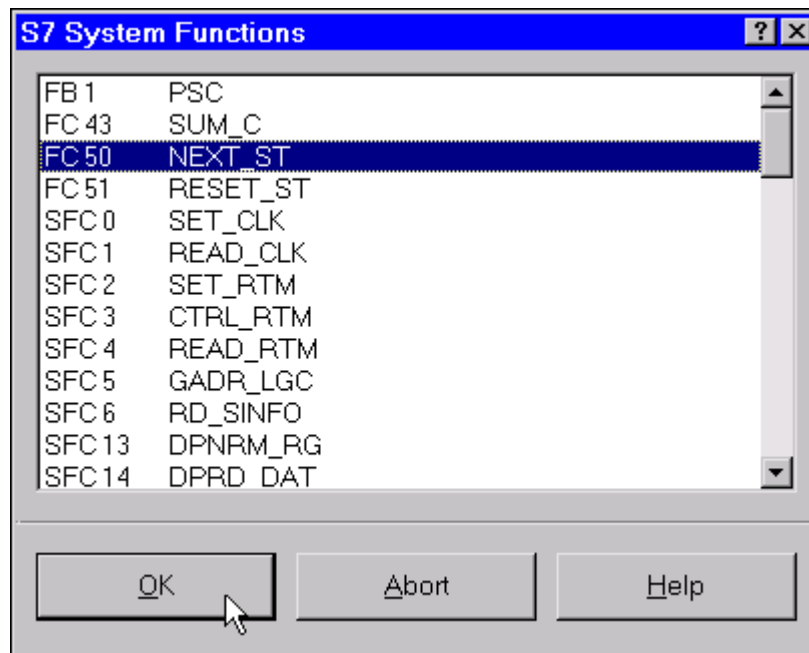 S7 System Functions
FB 1 PSC
FC 43 SUM_C
FC 50 NEXT_ST
FC 51 RESET_ST
SFC 0 SET_CLK
SFC 1 READ_CLK
SFC 2 SET_RTM
SFC 3 CTRL_RTM
SFC 4 READ_RTM
SFC 5 GADR_LGC
SFC 6 RD_SINFO
SFC 13 DPNRM_RG
SFC 14 DPRD_DAT
OK Abort Help